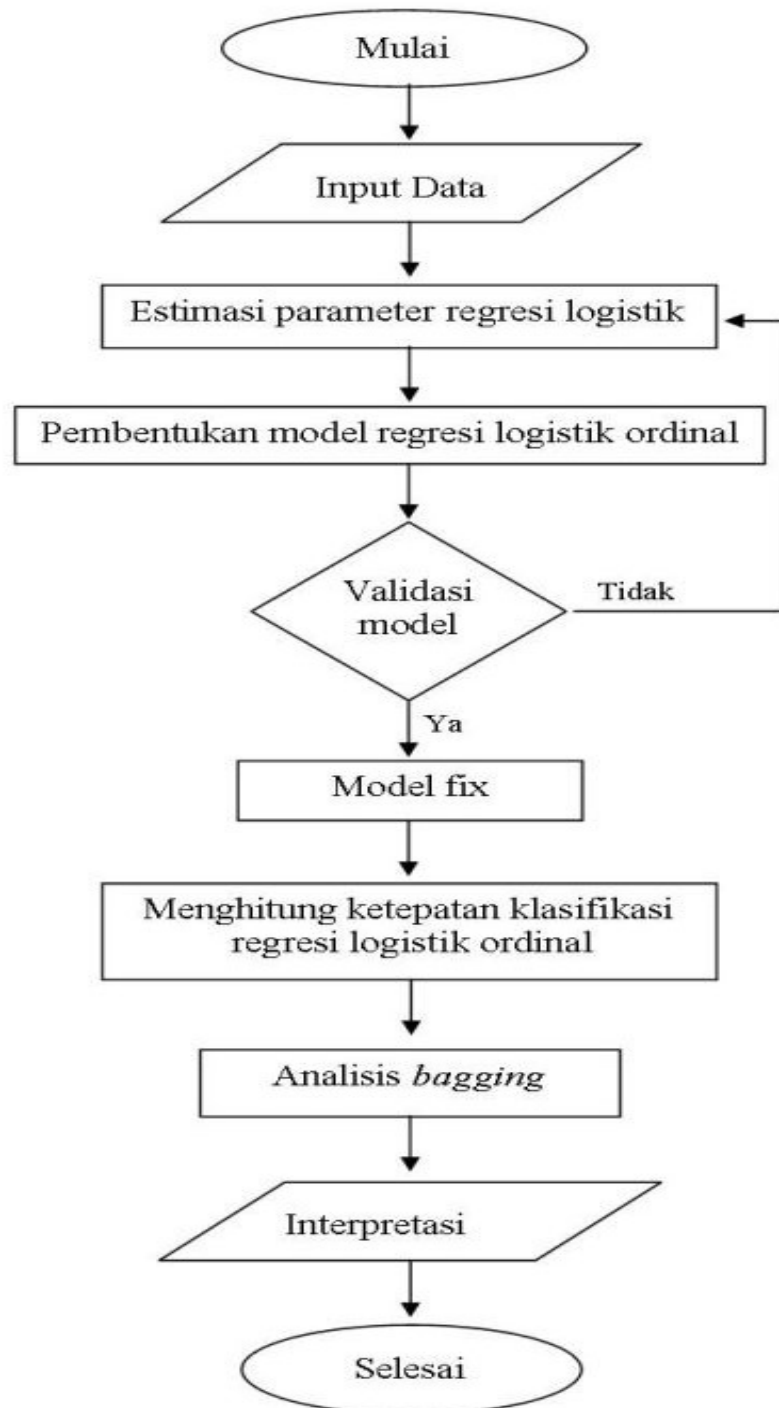 Mulai
Input Data
Estimasi parameter regresi logistik
Pembentukan model regresi logistik ordinal
Validasi
model
Tidak
Ya
Model fix
Menghitung ketepatan klasifikasi
regresi logistik ordinal
Analisis bagging
Interpretasi
Selesai